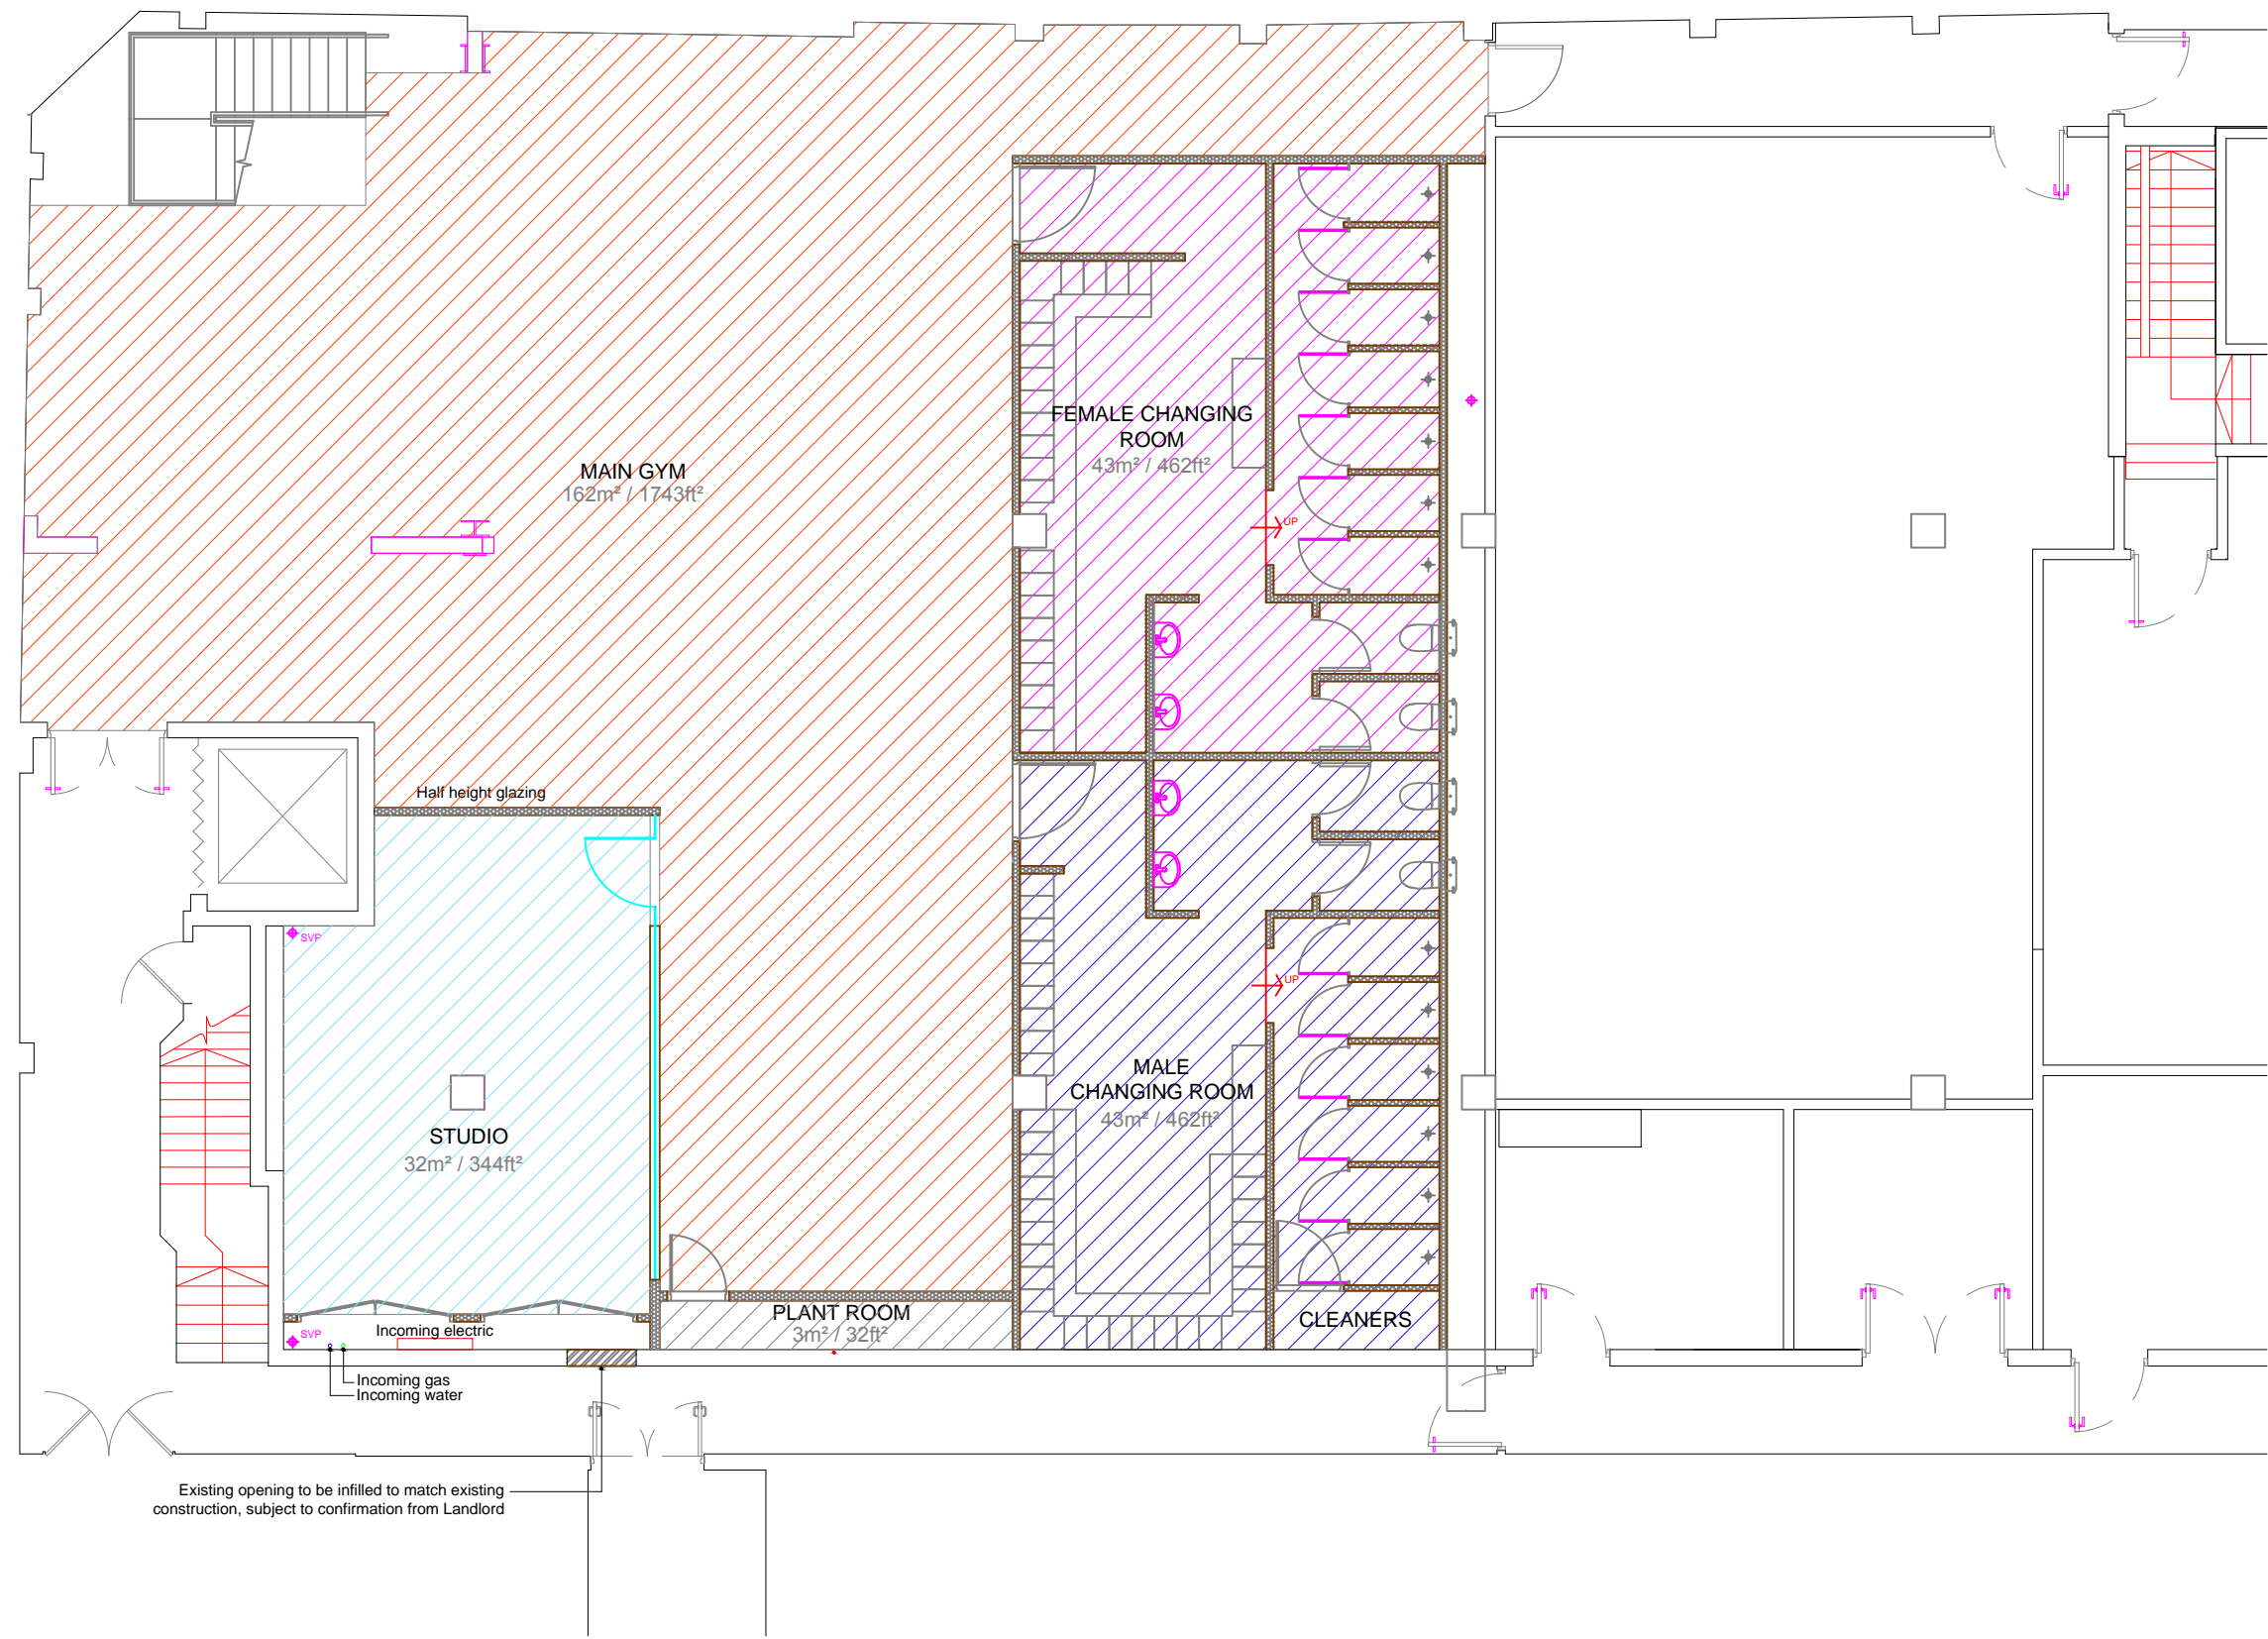 FEMALE CHANGING
ROOM
43m² / 462ft²
MAIN GYM
162m² / 1743ft²
UP
Half height glazing
SVP
UP
MALE
CHANGING ROOM
43m² / 462ft²
STUDIO
32m² / 344ft²
PLANT ROOM
3m² / 32ft²
CLEANERS
SVP
Incoming electric
Incoming gas
Incoming water
Existing opening to be infilled to match existing
construction, subject to confirmation from Landlord